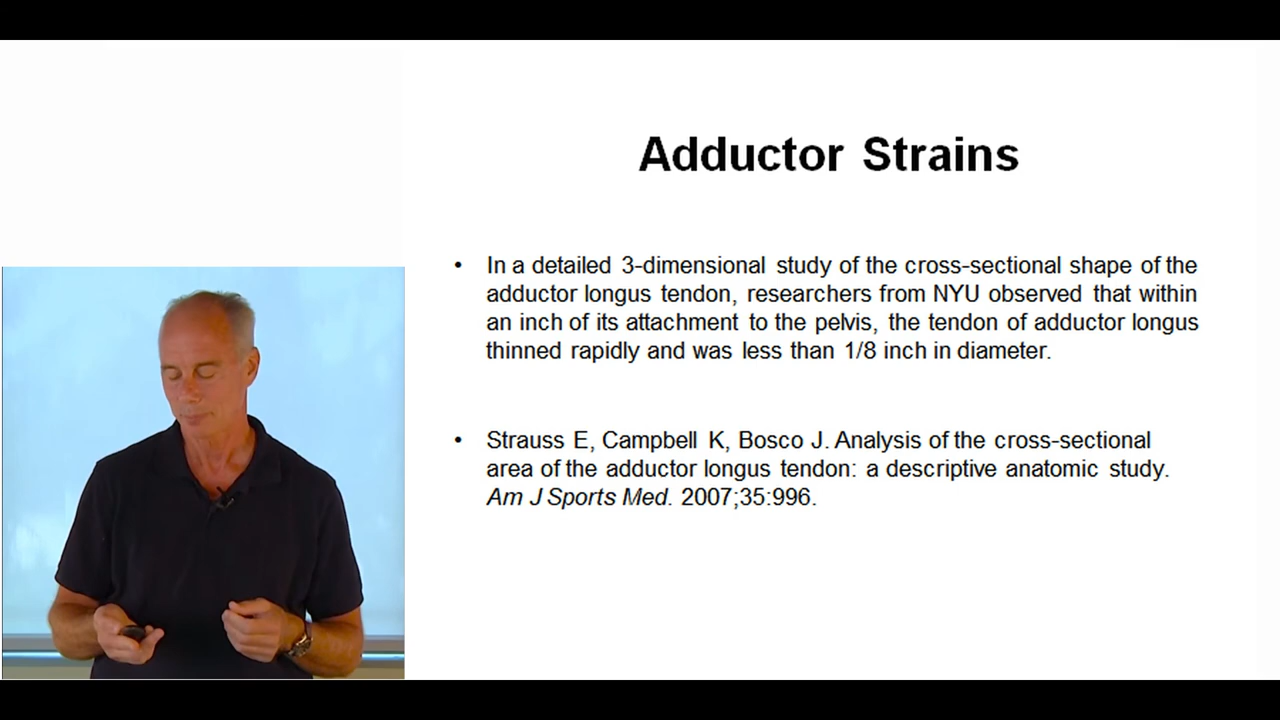 Adductor Strains
• In a detailed 3-dimensional study of the cross-sectional shape of the
adductor longus tendon, researchers from NYU observed that within
an inch of its attachment to the pelvis, the tendon of adductor longus
thinned rapidly and was less than 1/8 inch in diameter.
• Strauss E, Campbell K, Bosco J. Analysis of the cross-sectional
area of the adductor longus tendon: a descriptive anatomic study.
Am J Sports Med. 2007;35:996.